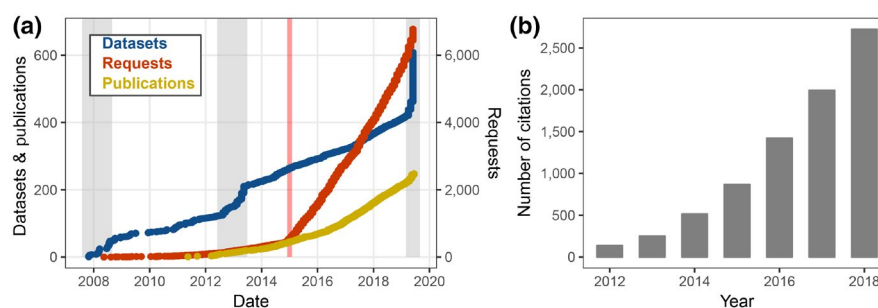 (a)
Datasets
Requests
Publications
Datasets & publications
600
400
200
0
6,000
4,000
2,000
0
Requests
2008 2010 2012 2014 2016 2018 2020
Date
(b)
Number of citations
2,500
2,000
1,500
1,000
500
0
2012 2014 2016 2018
Year